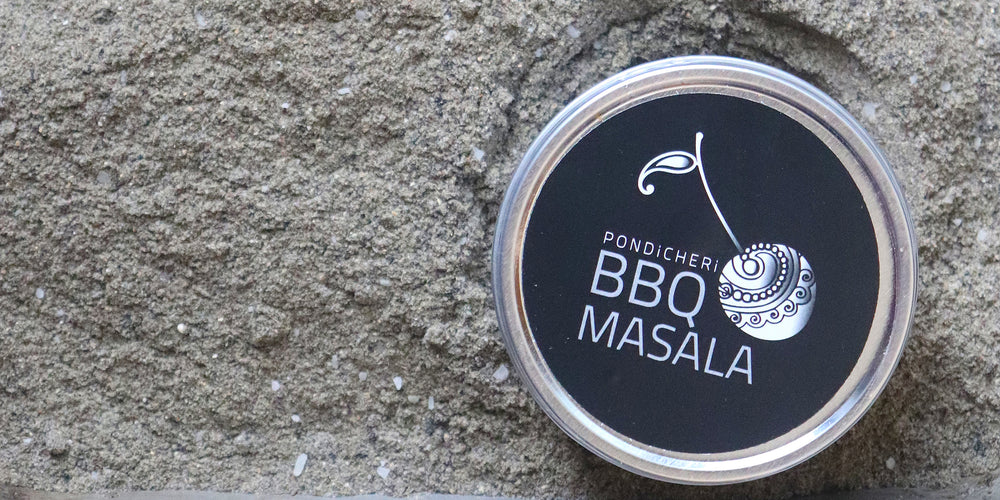 PONDiCHERi
BBQ
MASALA